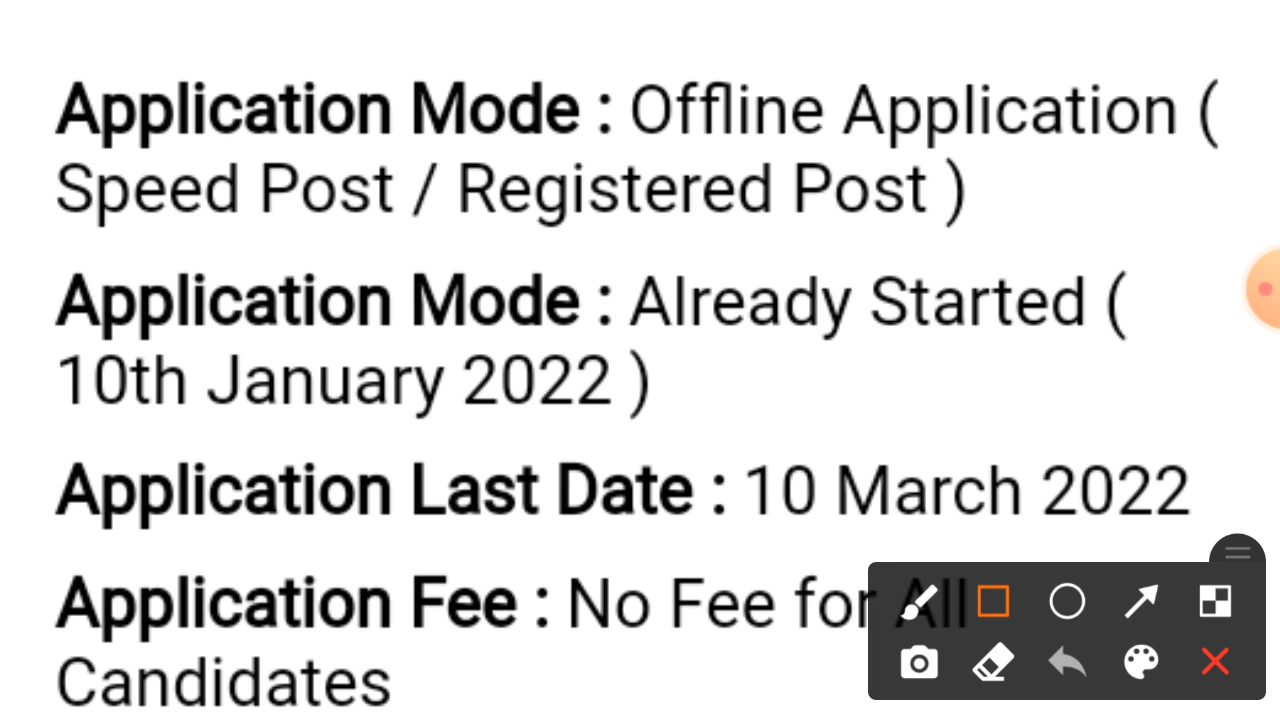 Application Mode : Offline Application (
Speed Post / Registered Post )
Application Mode : Already Started (
10th January 2022 )
Application Last Date : 10 March 2022
Application Fee : No Fee for All
Candidates